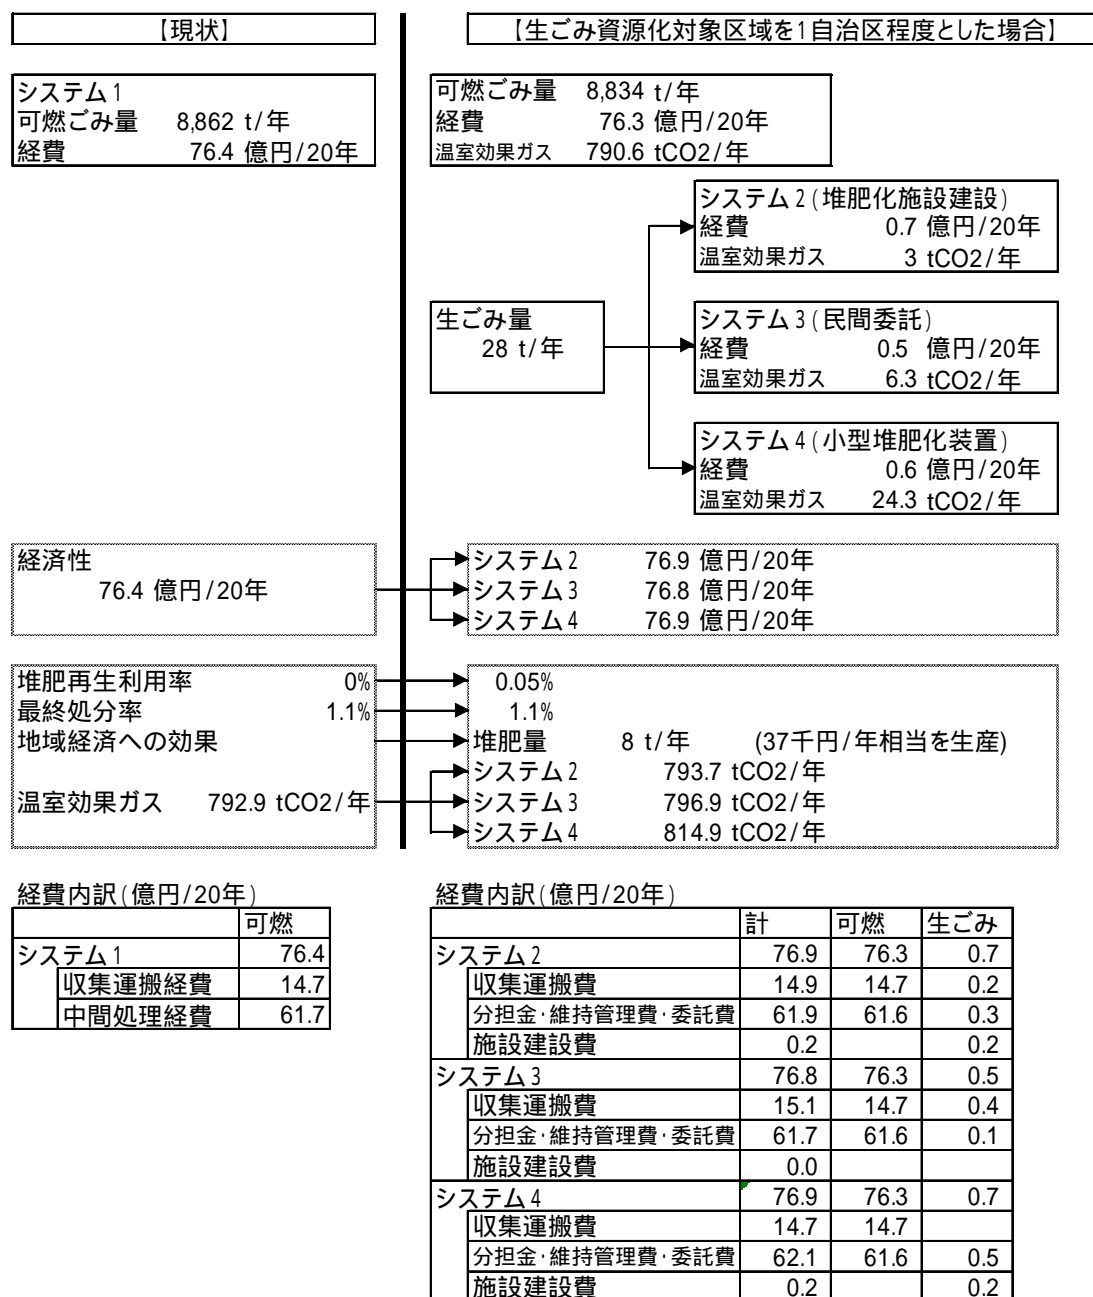 【現状】
【生ごみ資源化対象区域を1自治区程度とした場合】
システム1
可燃ごみ量 8,862 t/年
経費 76.4 億円/20年
可燃ごみ量 8,834 t/年
経費 76.3 億円/20年
温室効果ガス 790.6 tCO2/年
システム2(堆肥化施設建設)
経費 0.7 億円/20年
温室効果ガス 3 tCO2/年
生ごみ量
28 t/年
システム3(民間委託)
経費 0.5 億円/20年
温室効果ガス 6.3 tCO2/年
システム4(小型堆肥化装置)
経費 0.6 億円/20年
温室効果ガス 24.3 tCO2/年
経済性
76.4 億円/20年
システム2 76.9 億円/20年
システム3 76.8 億円/20年
システム4 76.9 億円/20年
堆肥再生利用率 0% 0.05%
最終処分率 1.1% 1.1%
地域経済への効果 堆肥量 8 t/年 (37千円/年相当を生産)
システム2 793.7 tCO2/年
温室効果ガス 792.9 tCO2/年 システム3 796.9 tCO2/年
システム4 814.9 tCO2/年
経費内訳(億円/20年)
可燃
システム1 76.4
収集運搬経費 14.7
中間処理経費 61.7
経費内訳(億円/20年)
計 可燃 生ごみ
システム2 76.9 76.3 0.7
収集運搬費 14.9 14.7 0.2
分担金･維持管理費･委託費 61.9 61.6 0.3
施設建設費 0.2 0.2
システム3 76.8 76.3 0.5
収集運搬費 15.1 14.7 0.4
分担金･維持管理費･委託費 61.7 61.6 0.1
施設建設費 0.0
システム4 76.9 76.3 0.7
収集運搬費 14.7 14.7
分担金･維持管理費･委託費 62.1 61.6 0.5
施設建設費 0.2 0.2